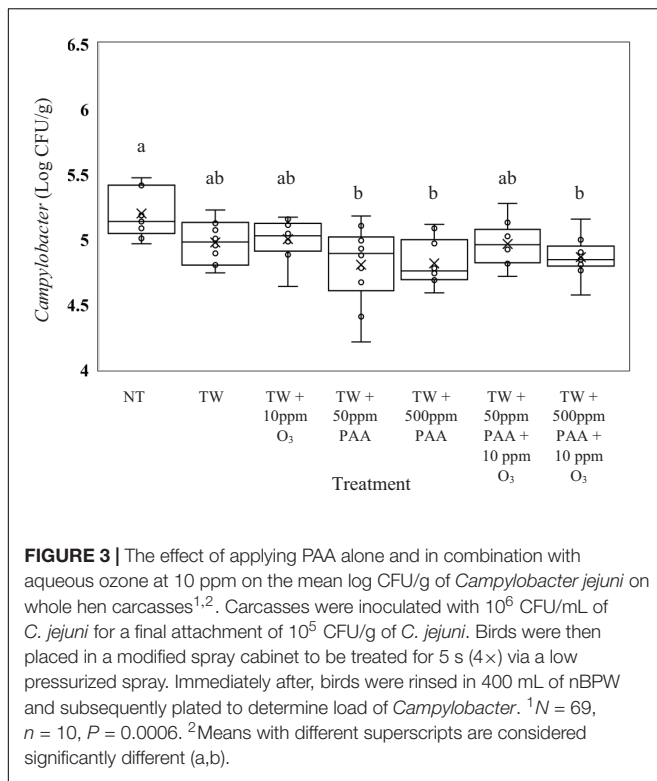 6.5
6
5.5
5
4.5
4
Campylobacter (Log CFU/g)
a
ab
ab
b
b
ab
b
NT
TW
TW +
10ppm
O₃
TW +
50ppm
PAA
TW +
500ppm
PAA
TW +
50ppm
PAA +
10 ppm
O₃
TW +
500ppm
PAA +
10 ppm
O₃
Treatment
FIGURE 3 | The effect of applying PAA alone and in combination with
aqueous ozone at 10 ppm on the mean log CFU/g of Campylobacter jejuni on
whole hen carcasses¹,². Carcasses were inoculated with 10⁶ CFU/mL of
C. jejuni for a final attachment of 10⁵ CFU/g of C. jejuni. Birds were then
placed in a modified spray cabinet to be treated for 5 s (4×) via a low
pressurized spray. Immediately after, birds were rinsed in 400 mL of nBPW
and subsequently plated to determine load of Campylobacter. ¹N = 69,
n = 10, P = 0.0006. ²Means with different superscripts are considered
significantly different (a,b).